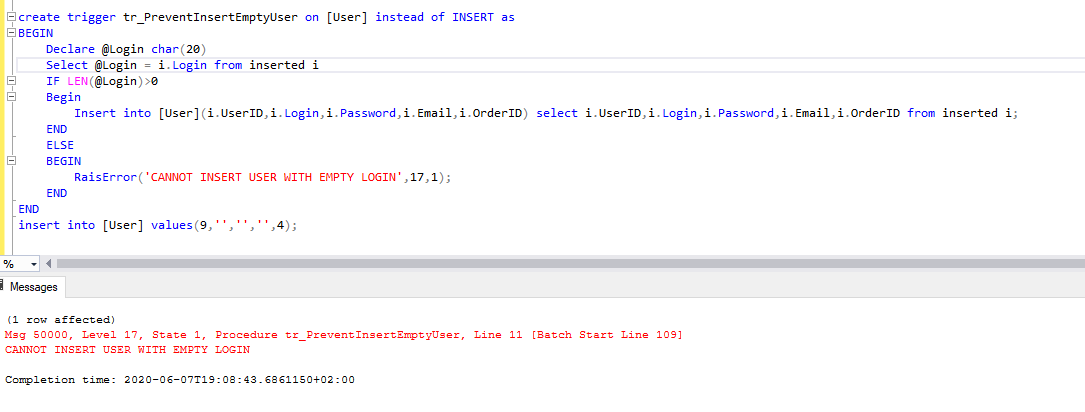 create trigger tr_PreventInsertEmptyUser on [User] instead of INSERT as
BEGIN
Declare @Login char(20)
Select @Login = i.Login from inserted i
IF LEN(@Login)>0
Begin
Insert into [User](i.UserID,i.Login,i.Password,i.Email,i.OrderID) select i.UserID,i.Login,i.Password,i.Email,i.OrderID from inserted i;
END
ELSE
BEGIN
RaisError('CANNOT INSERT USER WITH EMPTY LOGIN',17,1);
END
END
insert into [User] values(9,'','','',4);
%
Messages
(1 row affected)
Msg 50000, Level 17, State 1, Procedure tr_PreventInsertEmptyUser, Line 11 [Batch Start Line 109]
CANNOT INSERT USER WITH EMPTY LOGIN
Completion time: 2020-06-07T19:08:43.6861150+02:00